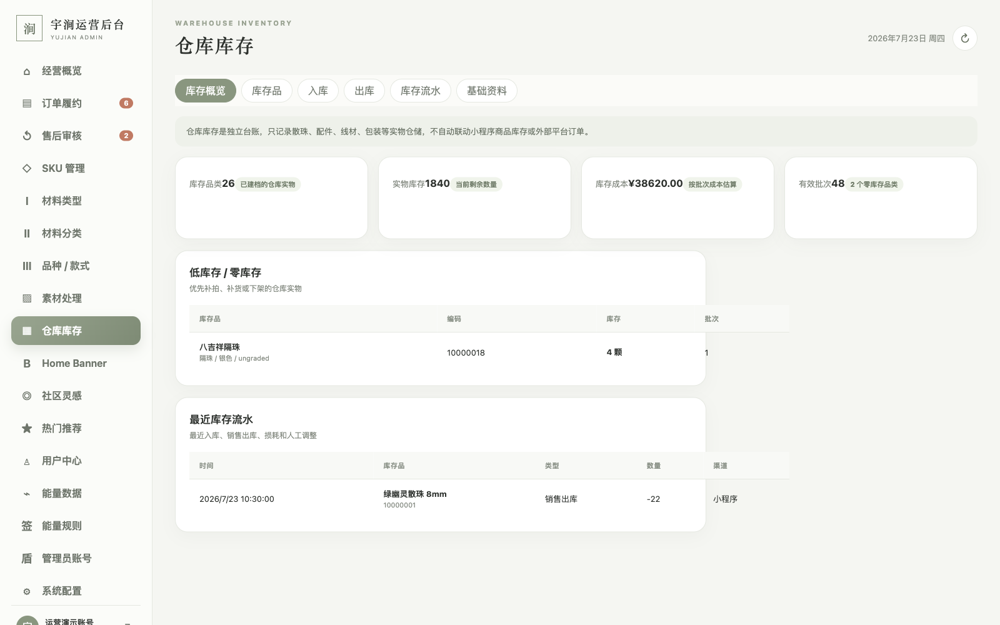 涧
宇涧运营后台
YUJIAN ADMIN
经营概览
订单履约 6
售后审核 2
SKU 管理
I 材料类型
II 材料分类
III 品种 / 款式
素材处理
仓库库存
B Home Banner
社区灵感
热门推荐
用户中心
能量数据
签 能量规则
盾 管理员账号
系统配置
运营演示账号
WAREHOUSE INVENTORY
仓库库存
2026年7月23日 周四
库存概览 库存品 入库 出库 库存流水 基础资料
仓库库存是独立台账，只记录散珠、配件、线材、包装等实物仓储，不自动联动小程序商品库存或外部平台订单。
库存品类26 已建档的仓库实物
实物库存1840 当前剩余数量
库存成本¥38620.00 按批次成本估算
有效批次48 2 个零库存品类
低库存 / 零库存
优先补拍、补货或下架的仓库实物
库存品 编码 库存 批次
八吉祥隔珠
隔珠 / 银色 / ungraded
10000018 4 颗 1
最近库存流水
最近入库、销售出库、损耗和人工调整
时间 库存品 类型 数量 渠道
2026/7/23 10:30:00 绿幽灵散珠 8mm
10000001
销售出库 -22 小程序